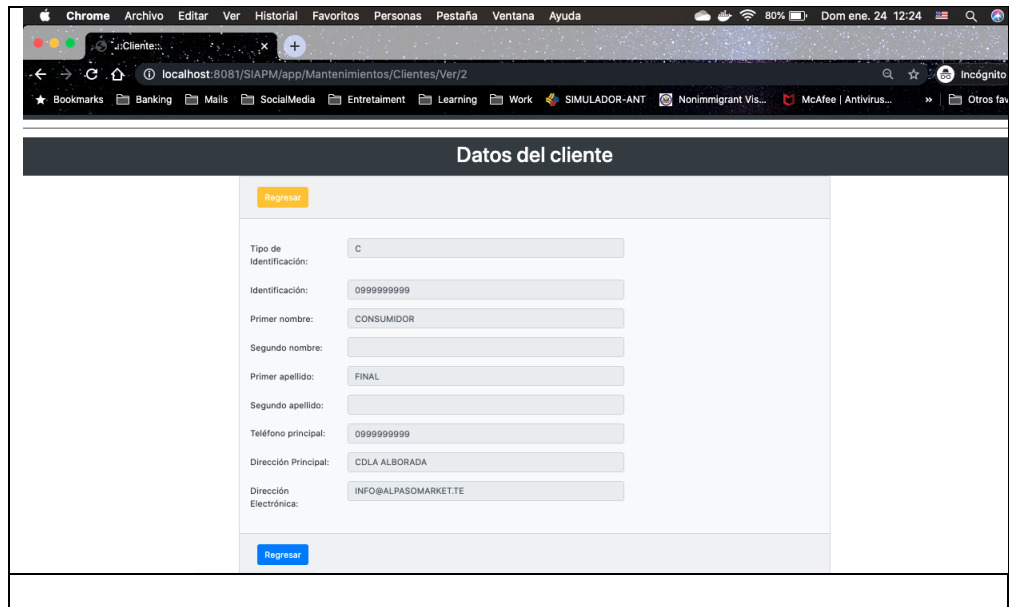 Chrome Archivo Editar Ver Historial Favoritos Personas Pestaña Ventana Ayuda 80% Dom ene. 24 12:24
.::Cliente::. × +
localhost:8081/SIAPM/app/Mantenimientos/Clientes/Ver/2 Incógnito
Bookmarks Banking Mails SocialMedia Entretaiment Learning Work SIMULADOR-ANT Nonimmigrant Vis... McAfee | Antivirus... » Otros fav
Datos del cliente
Regresar
Tipo de C
Identificación:
Identificación: 0999999999
Primer nombre: CONSUMIDOR
Segundo nombre:
Primer apellido: FINAL
Segundo apellido:
Teléfono principal: 0999999999
Dirección Principal: CDLA ALBORADA
Dirección INFO@ALPASOMARKET.TE
Electrónica:
Regresar